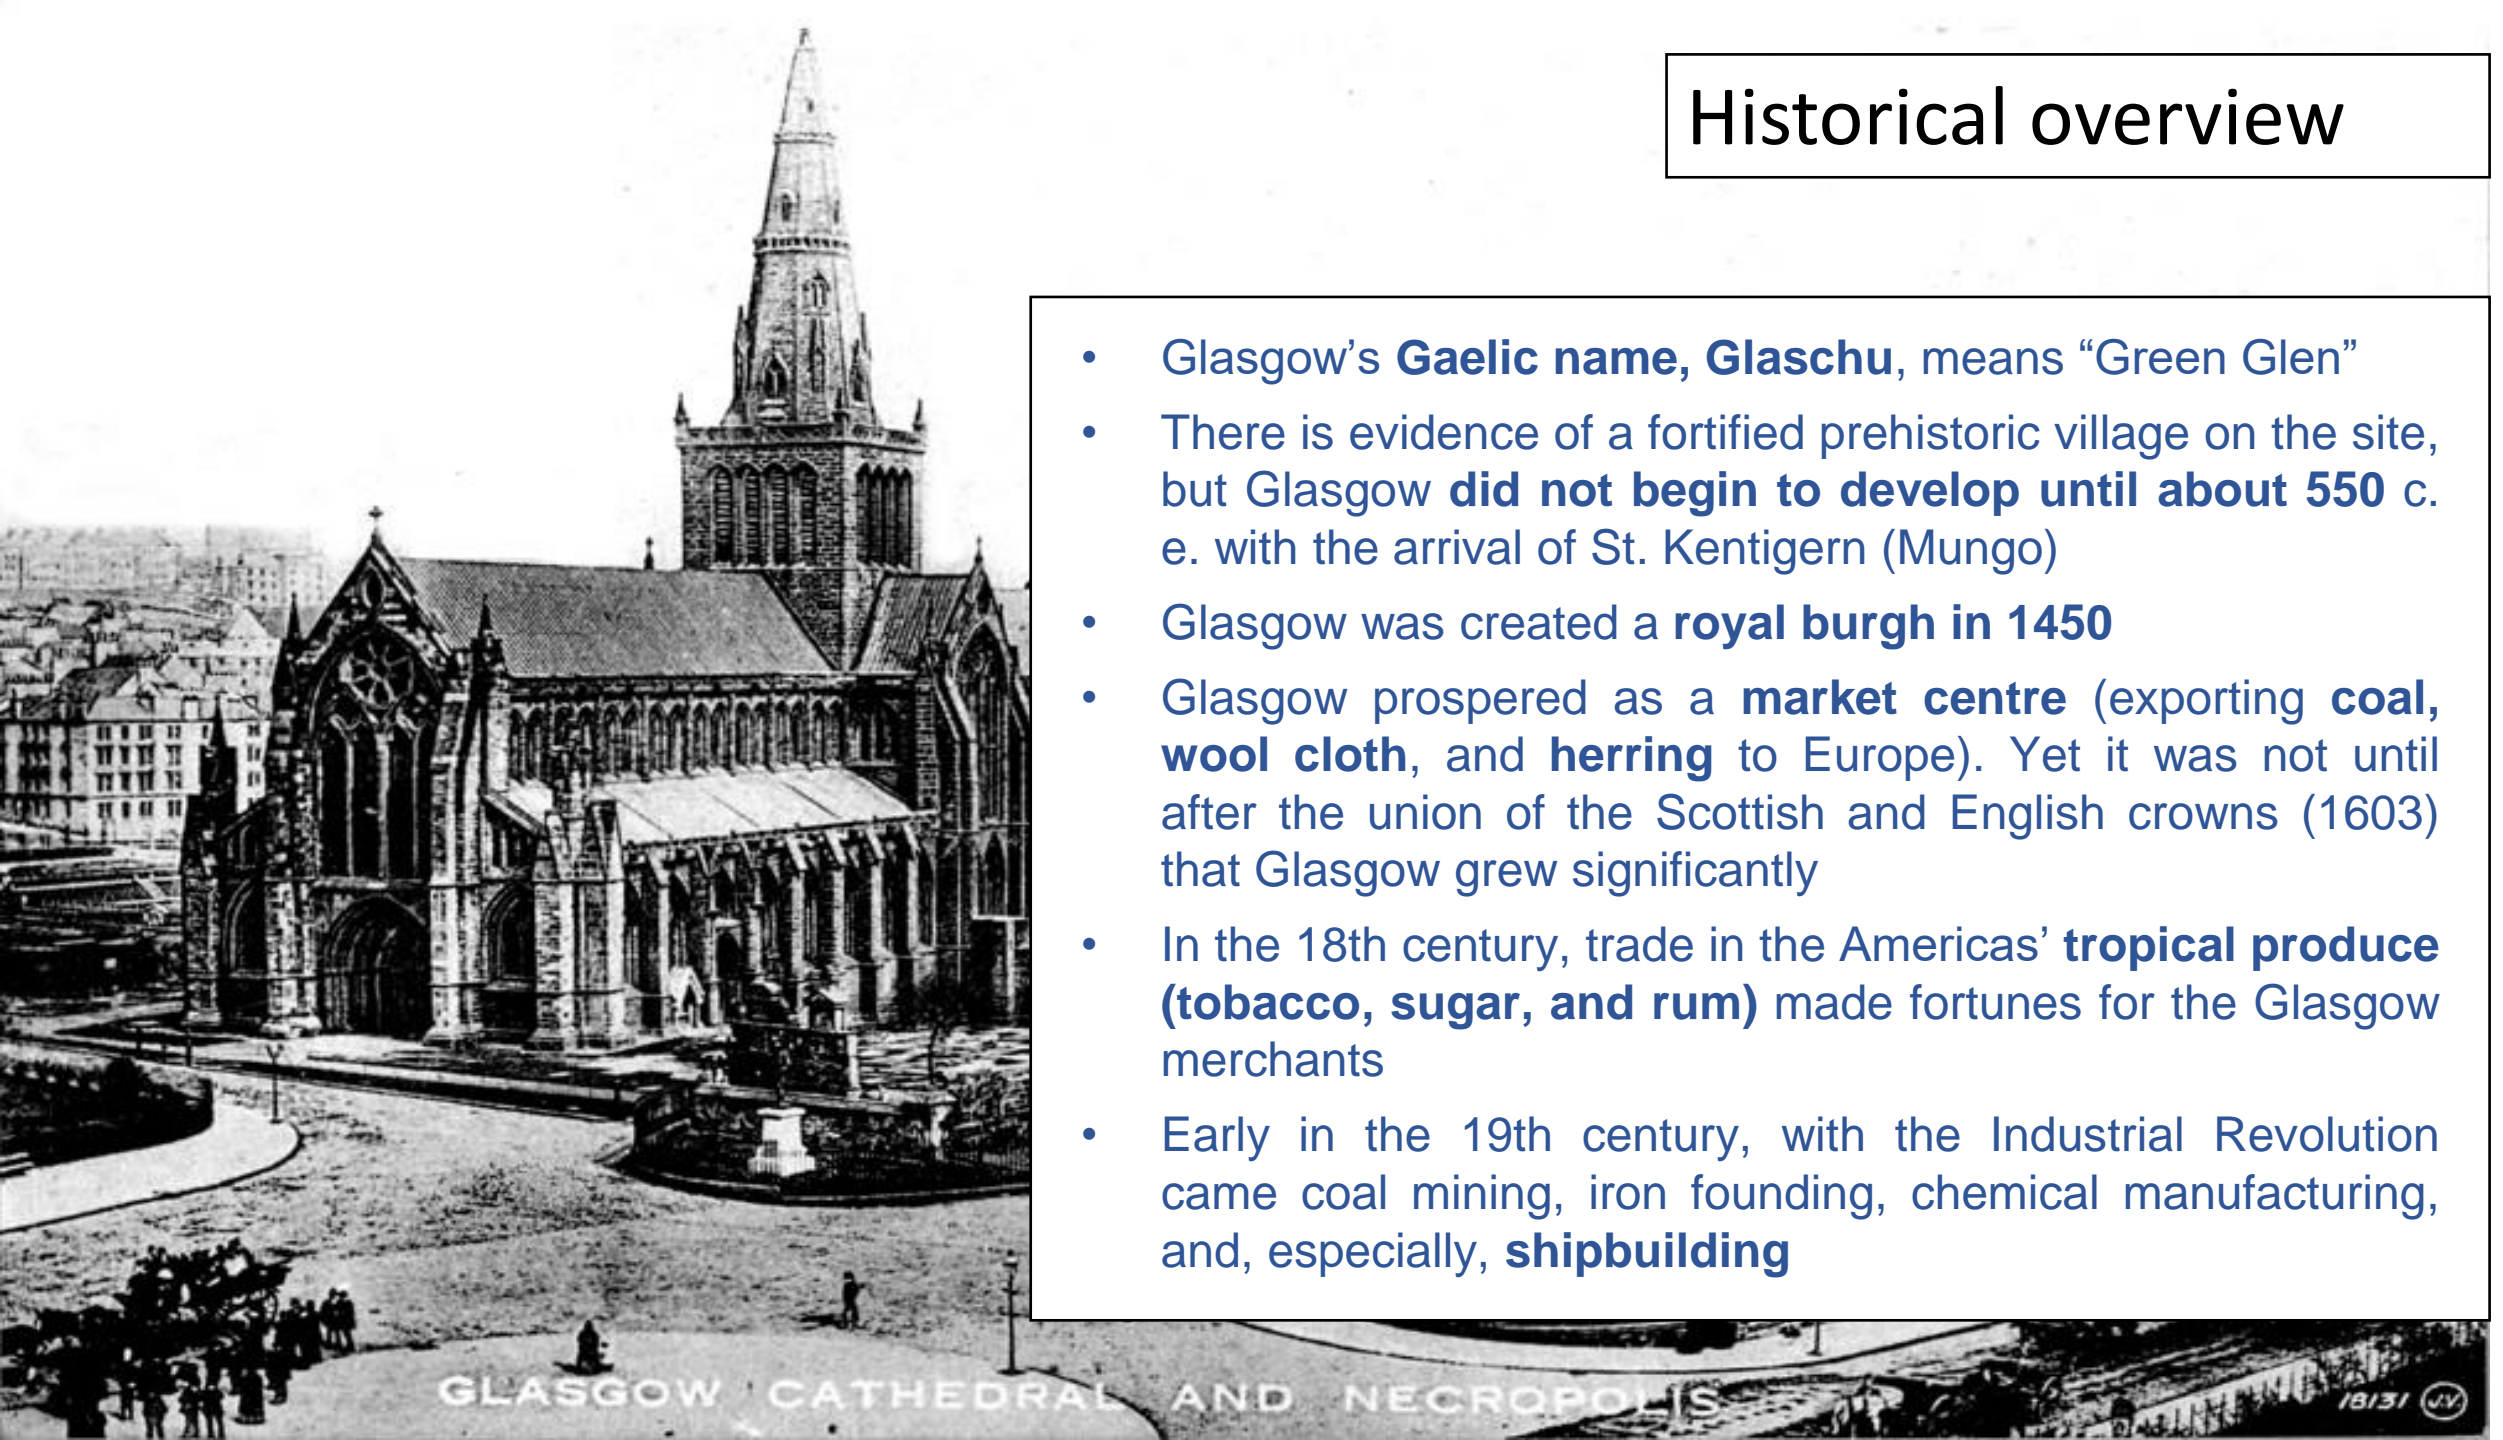 Historical overview
• Glasgow’s Gaelic name, Glaschu, means “Green Glen”
• There is evidence of a fortified prehistoric village on the site,
but Glasgow did not begin to develop until about 550 c.
e. with the arrival of St. Kentigern (Mungo)
• Glasgow was created a royal burgh in 1450
• Glasgow prospered as a market centre (exporting coal,
wool cloth, and herring to Europe). Yet it was not until
after the union of the Scottish and English crowns (1603)
that Glasgow grew significantly
• In the 18th century, trade in the Americas’ tropical produce
(tobacco, sugar, and rum) made fortunes for the Glasgow
merchants
• Early in the 19th century, with the Industrial Revolution
came coal mining, iron founding, chemical manufacturing,
and, especially, shipbuilding
GLASGOW CATHEDRAL AND NECROPOLIS
18131 J.V.